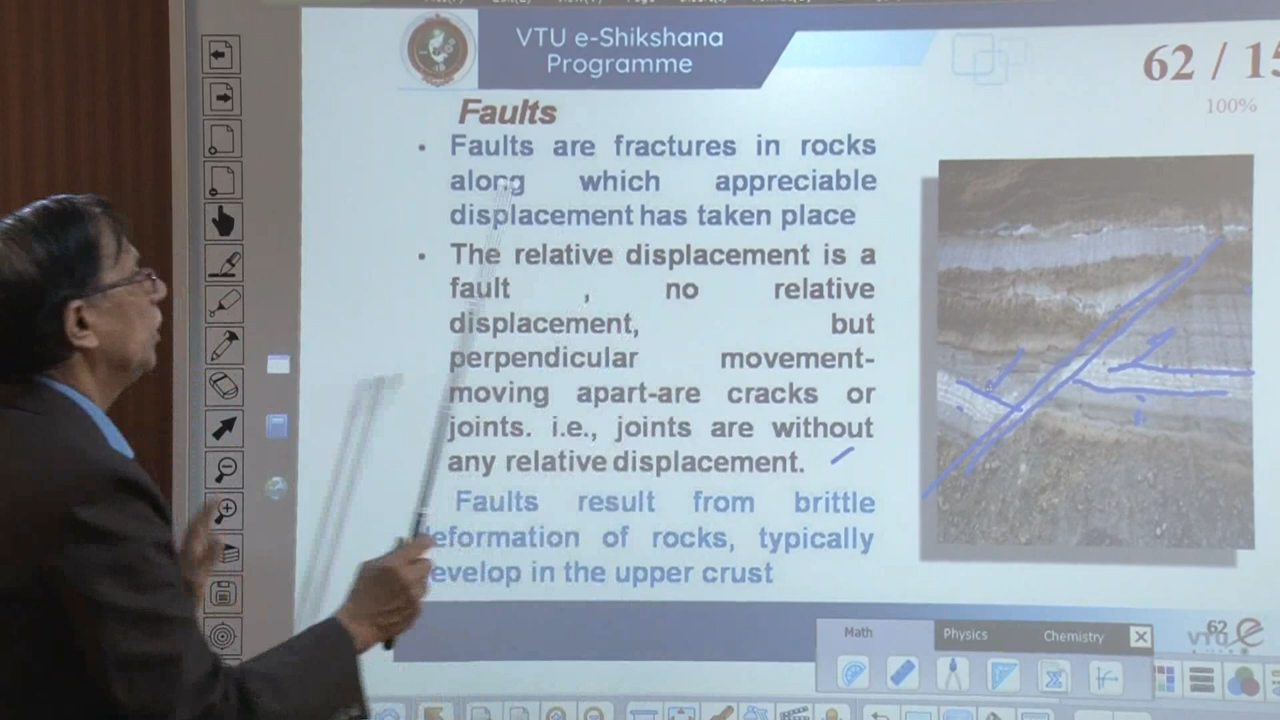 VTU e-Shikshana
Programme
62 / 15
100%
Faults
• Faults are fractures in rocks
along which appreciable
displacement has taken place
• The relative displacement is a
fault , no relative
displacement, but
perpendicular movement-
moving apart-are cracks or
joints. i.e., joints are without
any relative displacement.
Faults result from brittle
eformation of rocks, typically
evelop in the upper crust
62
VTU e
Math Physics Chemistry